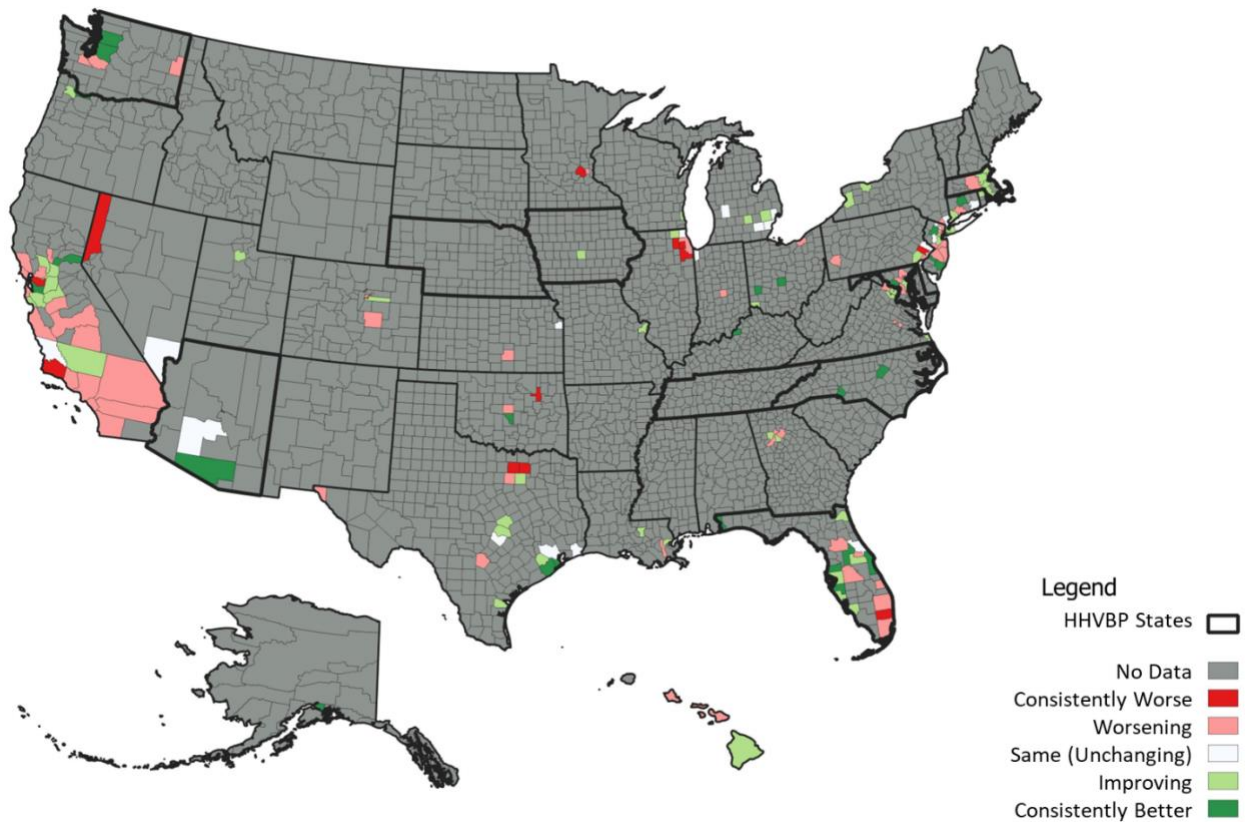 Legend
HHVBP States
No Data
Consistently Worse
Worsening
Same (Unchanging)
Improving
Consistently Better